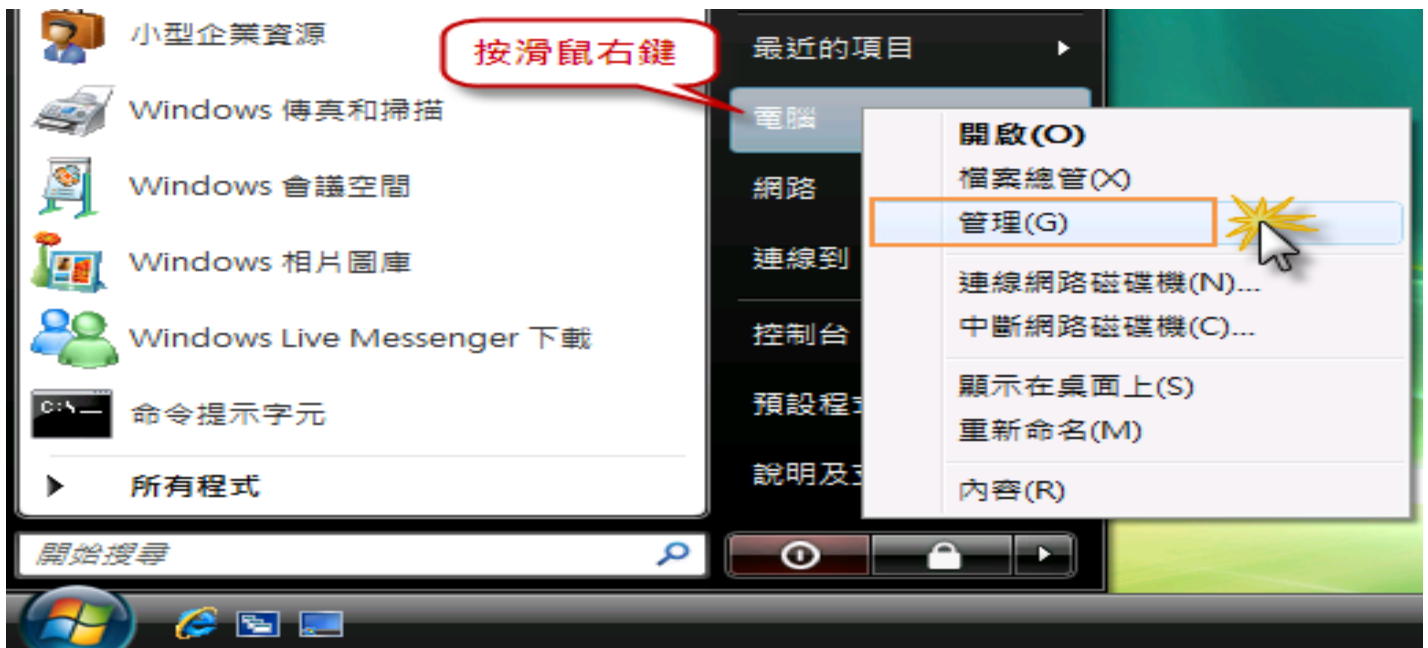 小型企業資源
Windows 傳真和掃描
Windows 會議空間
Windows 相片圖庫
Windows Live Messenger 下載
C:\
命令提示字元
所有程式
開始搜尋
按滑鼠右鍵
最近的項目
電腦
網路
連線到
控制台
預設程
說明及
開啟(O)
檔案總管(X)
管理(G)
連線網路磁碟機(N)...
中斷網路磁碟機(C)...
顯示在桌面上(S)
重新命名(M)
內容(R)